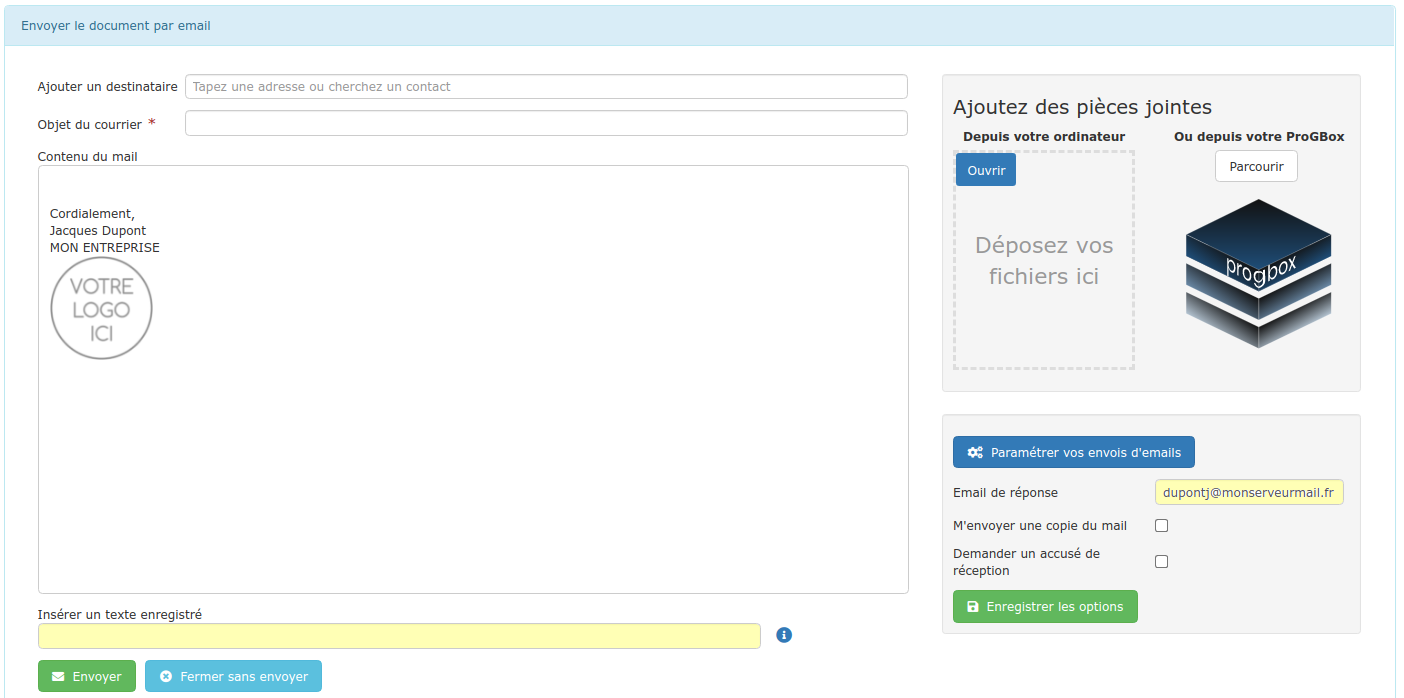 Envoyer le document par email
Ajouter un destinataire Tapez une adresse ou cherchez un contact
Objet du courrier *
Contenu du mail
Cordialement,
Jacques Dupont
MON ENTREPRISE
VOTRE
LOGO
ICI
Insérer un texte enregistré
Envoyer Fermer sans envoyer
Ajoutez des pièces jointes
Depuis votre ordinateur
Ouvrir
Déposez vos
fichiers ici
Ou depuis votre ProGBox
Parcourir
progbox
Paramétrer vos envois d'emails
Email de réponse dupontj@monserveurmail.fr
M'envoyer une copie du mail
Demander un accusé de
réception
Enregistrer les options